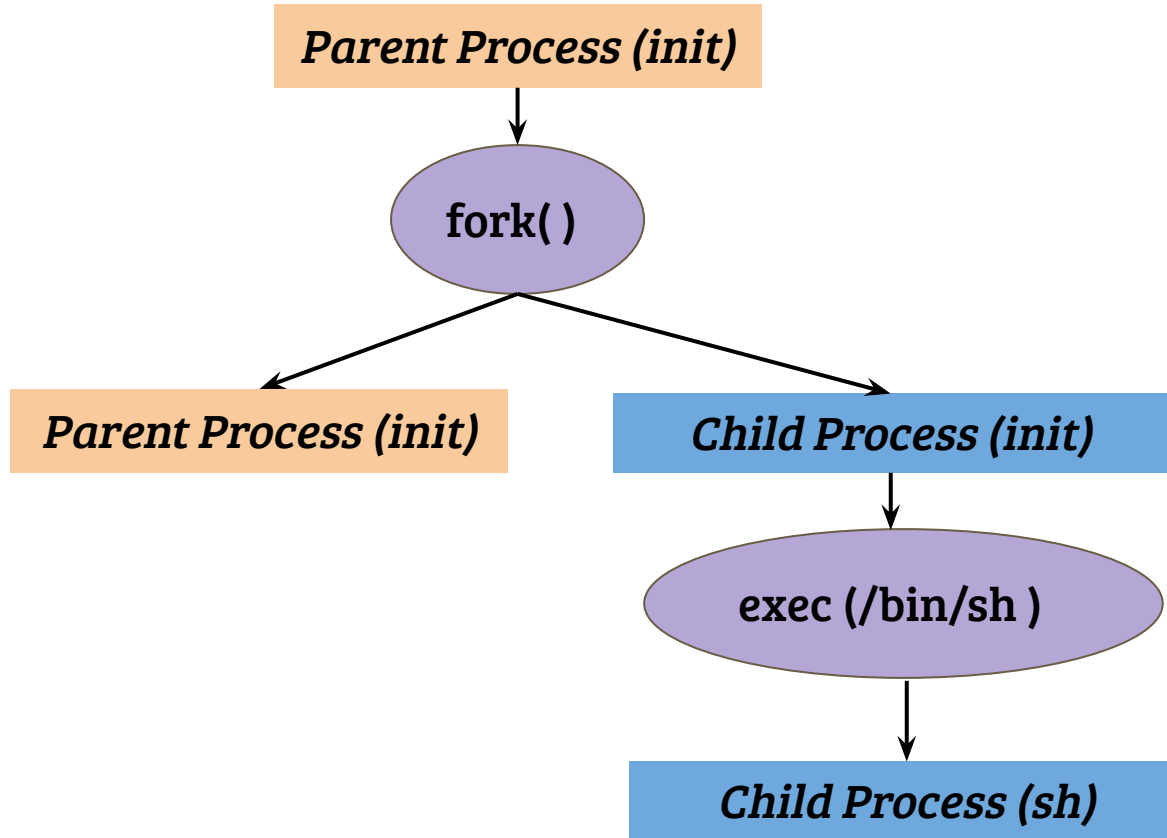 Parent Process (init)
fork( )
Parent Process (init)
Child Process (init)
exec (/bin/sh )
Child Process (sh)